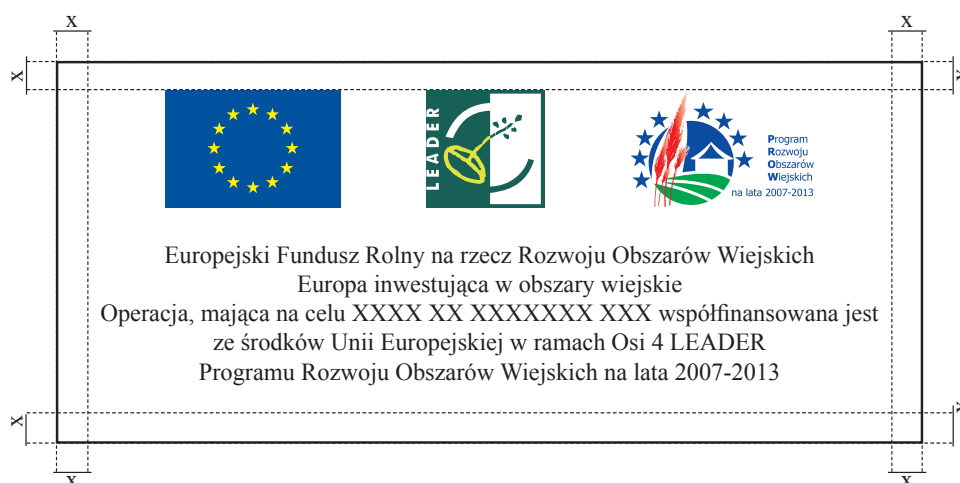 x x
x x
LEADER
Program
Rozwoju
Obszarów
Wiejskich
na lata 2007-2013
Europejski Fundusz Rolny na rzecz Rozwoju Obszarów Wiejskich
Europa inwestująca w obszary wiejskie
Operacja, mająca na celu XXXX XX XXXXXXX XXX współfinansowana jest
ze środków Unii Europejskiej w ramach Osi 4 LEADER
Programu Rozwoju Obszarów Wiejskich na lata 2007-2013
x x
x x